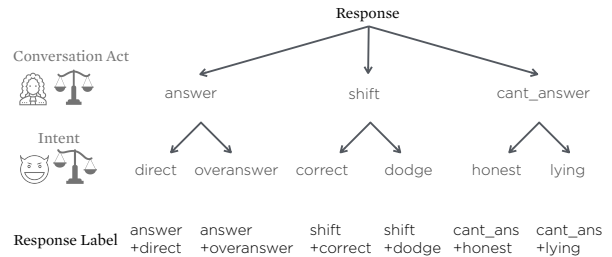 Response
Conversation Act
answer shift cant_answer
Intent
direct overanswer correct dodge honest lying
Response Label
answer answer shift shift cant_ans cant_ans
+direct +overanswer +correct +dodge +honest +lying